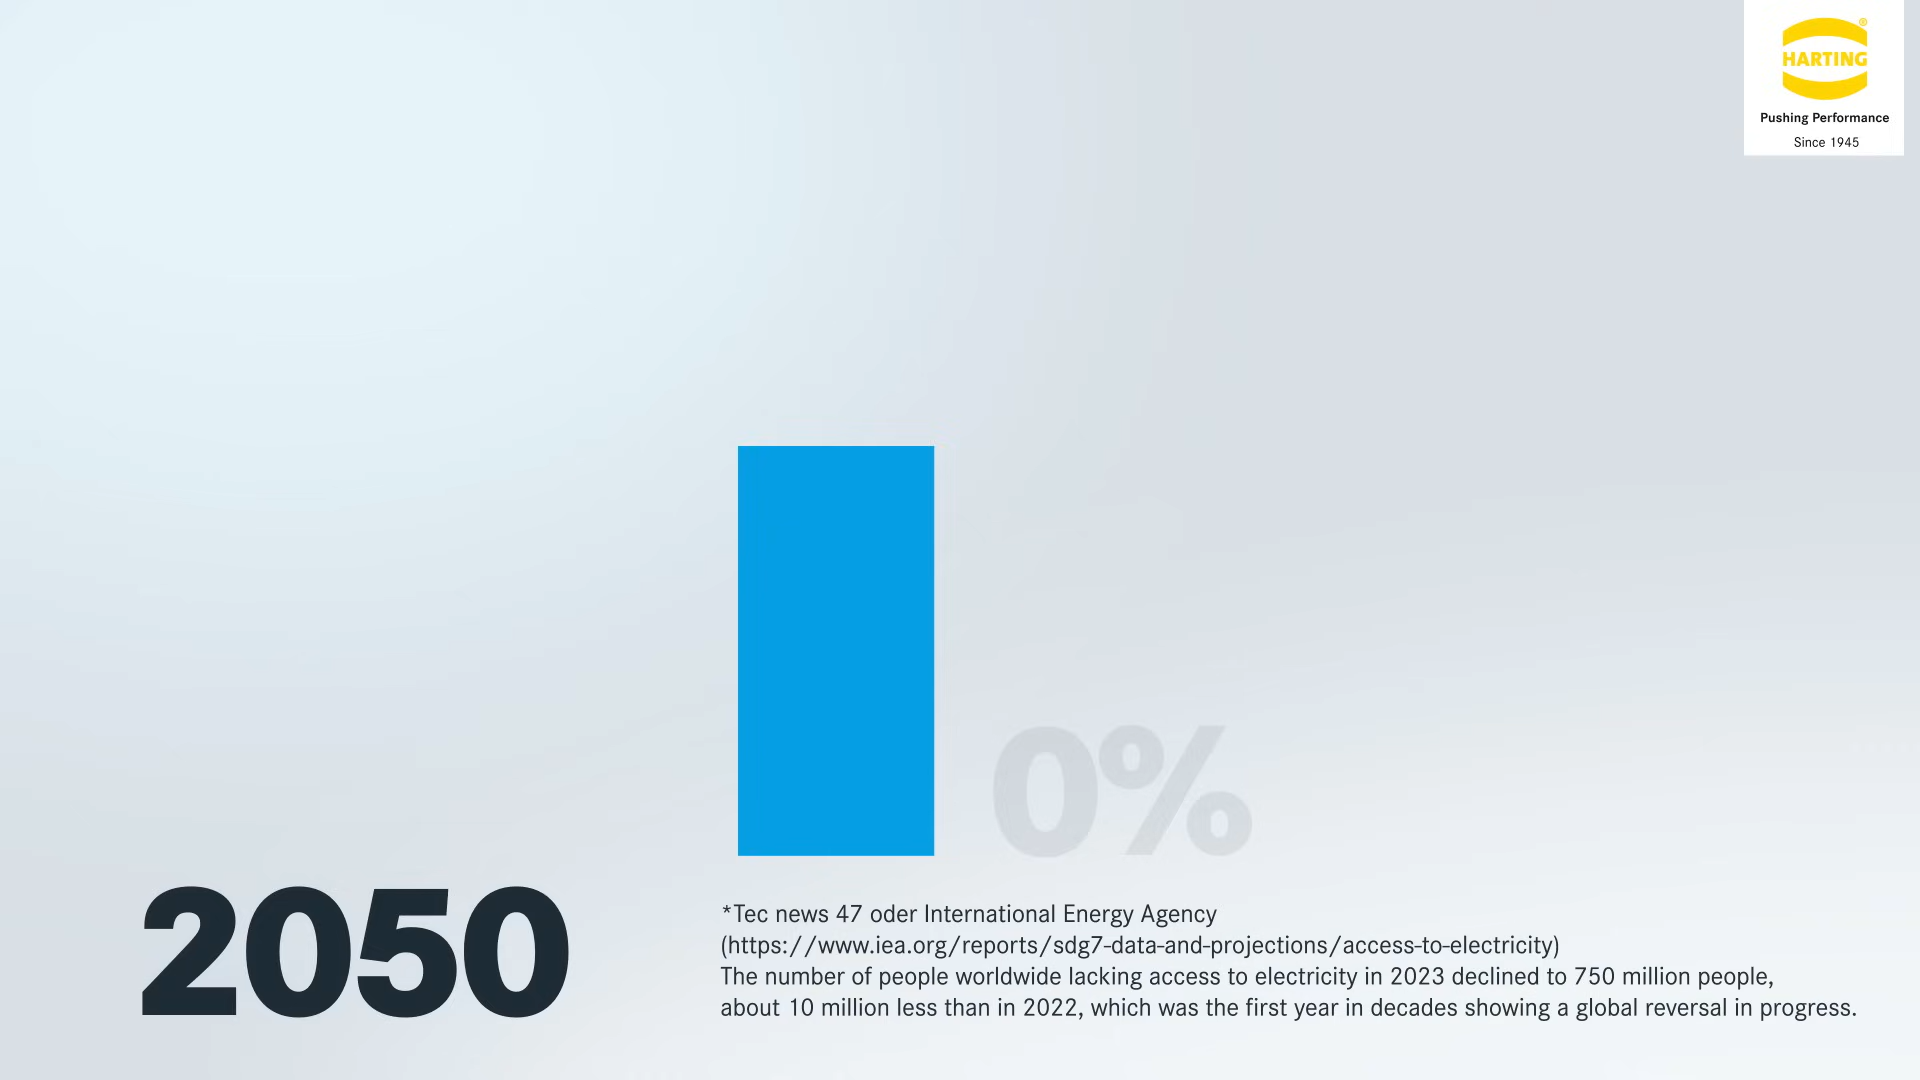 ®
HARTING
Pushing Performance
Since 1945
0%
2050
*Tec news 47 oder International Energy Agency
(https://www.iea.org/reports/sdg7-data-and-projections/access-to-electricity)
The number of people worldwide lacking access to electricity in 2023 declined to 750 million people,
about 10 million less than in 2022, which was the first year in decades showing a global reversal in progress.